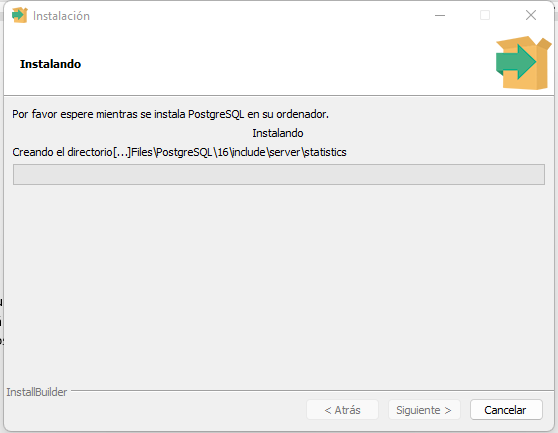 Instalación
Instalando
Por favor espere mientras se instala PostgreSQL en su ordenador.
Instalando
Creando el directorio[...]Files\PostgreSQL\16\include\server\statistics
InstallBuilder
< Atrás
Siguiente >
Cancelar